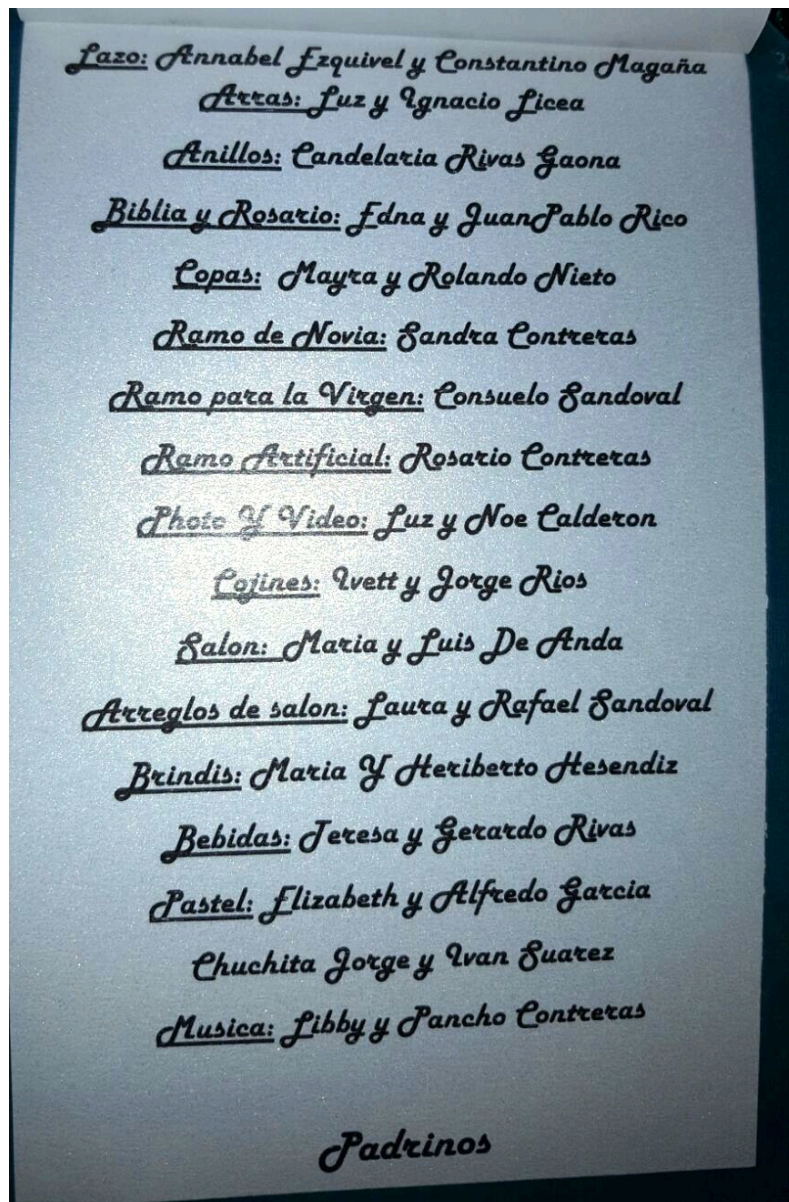 Lazo: Annabel Ezquivel y Constantino Magaña
Arras: Luz y Ignacio Licea
Anillos: Candelaria Rivas Gaona
Biblia y Rosario: Edna y JuanPablo Rico
Copas: Mayra y Rolando Nieto
Ramo de Novia: Sandra Contreras
Ramo para la Virgen: Consuelo Sandoval
Ramo Artificial: Rosario Contreras
Photo Y Video: Luz y Noe Calderon
Cojines: Ivett y Jorge Rios
Salon: Maria y Luis De Anda
Arreglos de salon: Laura y Rafael Sandoval
Brindis: Maria Y Heriberto Hesendiz
Bebidas: Teresa y Gerardo Rivas
Pastel: Elizabeth y Alfredo Garcia
Chuchita Jorge y Ivan Suarez
Musica: Libby y Pancho Contreras
Padrinos